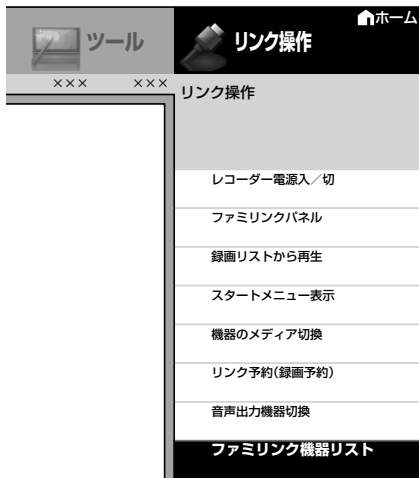 ホーム
ツール
リンク操作
××× ×××
リンク操作
レコーダー電源入／切
ファミリンクパネル
録画リストから再生
スタートメニュー表示
機器のメディア切換
リンク予約(録画予約)
音声出力機器切換
ファミリンク機器リスト